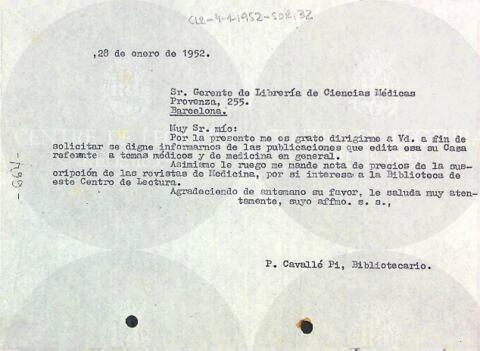 CLR-4-1-1952-SDR,32
,28 de enero de 1952.
Sr. Gerente de Librería de Ciencias Médicas
Provenza, 255.
Barcelona.
Muy Sr. mío:
Por la presente me es grato dirigirme a Vd. a fin de
solicitar se digne informarnos de las publicaciones que edita esa su Casa
referente a temas médicos y de medicina en general.
Asimismo le ruego me mande nota de precios de la sus-
cripción de las revistas de Medicina, por si interesa a la Biblioteca de
este Centro de Lectura.
Agradeciendo de antemano su favor, le saluda muy aten-
tamente, suyo affmo. s. s.,
P. Cavallé Pi, Bibliotecario.